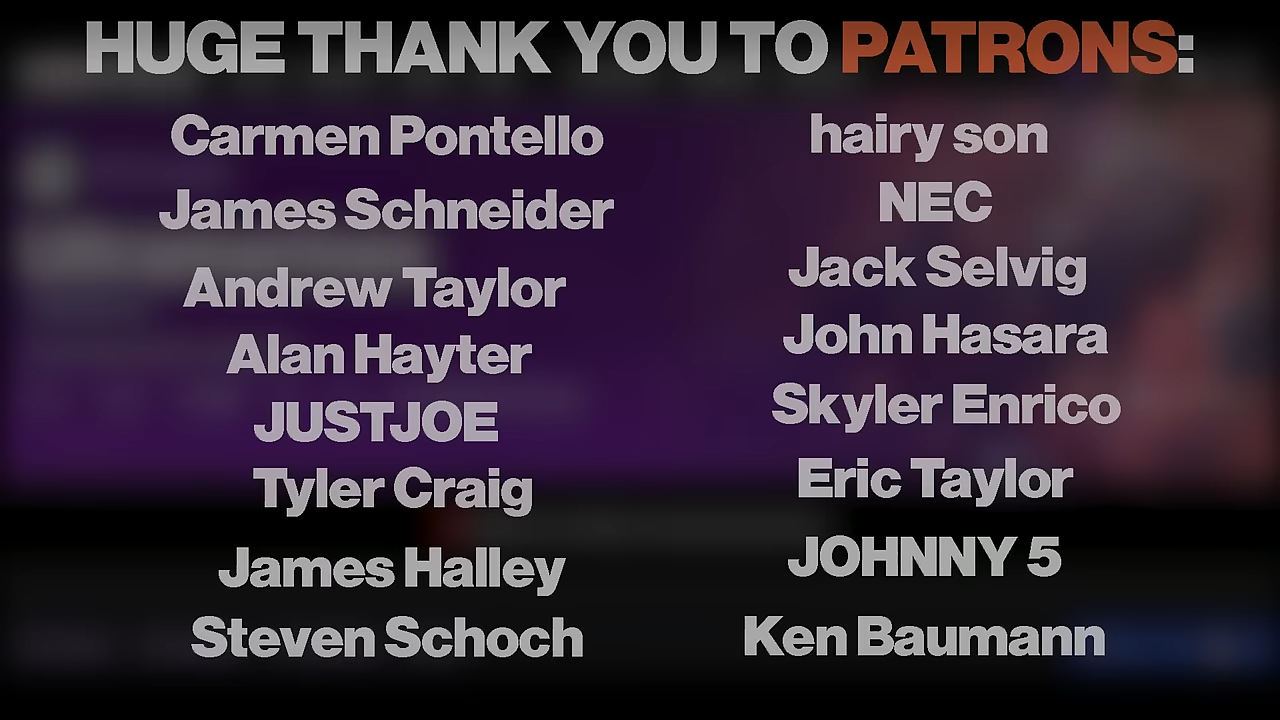 HUGE THANK YOU TO PATRONS:
Carmen Pontello
James Schneider
Andrew Taylor
Alan Hayter
JUSTJOE
Tyler Craig
James Halley
Steven Schoch
hairy son
NEC
Jack Selvig
John Hasara
Skyler Enrico
Eric Taylor
JOHNNY 5
Ken Baumann